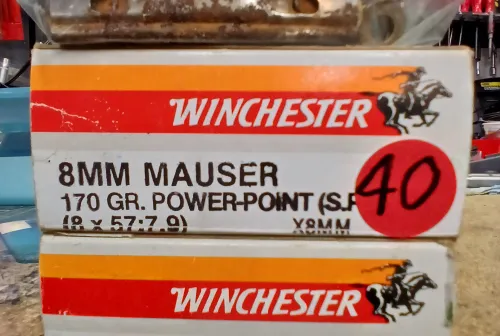 WINCHESTER
8MM MAUSER
170 GR. POWER-POINT (S.P
40
(8 x 57;7,9) X8MM
WINCHESTER